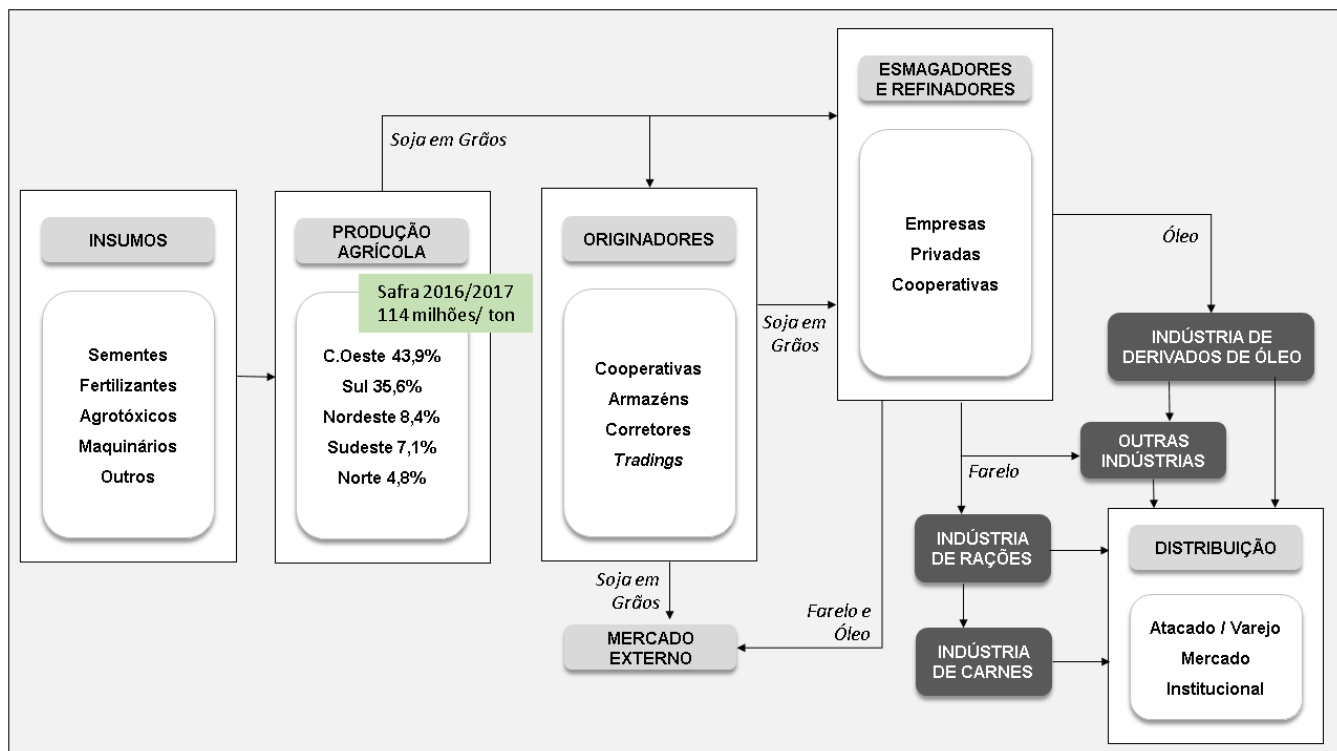 INSUMOS
Sementes
Fertilizantes
Agrotóxicos
Maquinários
Outros
PRODUÇÃO
AGRÍCOLA
Safra 2016/2017
114 milhões/ ton
C.Oeste 43,9%
Sul 35,6%
Nordeste 8,4%
Sudeste 7,1%
Norte 4,8%
Soja em Grãos
ORIGINADORES
Cooperativas
Armazéns
Corretores
Tradings
Soja em
Grãos
Soja em
Grãos
MERCADO
EXTERNO
ESMAGADORES
E REFINADORES
Empresas
Privadas
Cooperativas
Farelo e
Óleo
Óleo
Farelo
INDÚSTRIA DE
DERIVADOS DE ÓLEO
OUTRAS
INDÚSTRIAS
INDÚSTRIA
DE RAÇÕES
INDÚSTRIA
DE CARNES
DISTRIBUIÇÃO
Atacado / Varejo
Mercado
Institucional